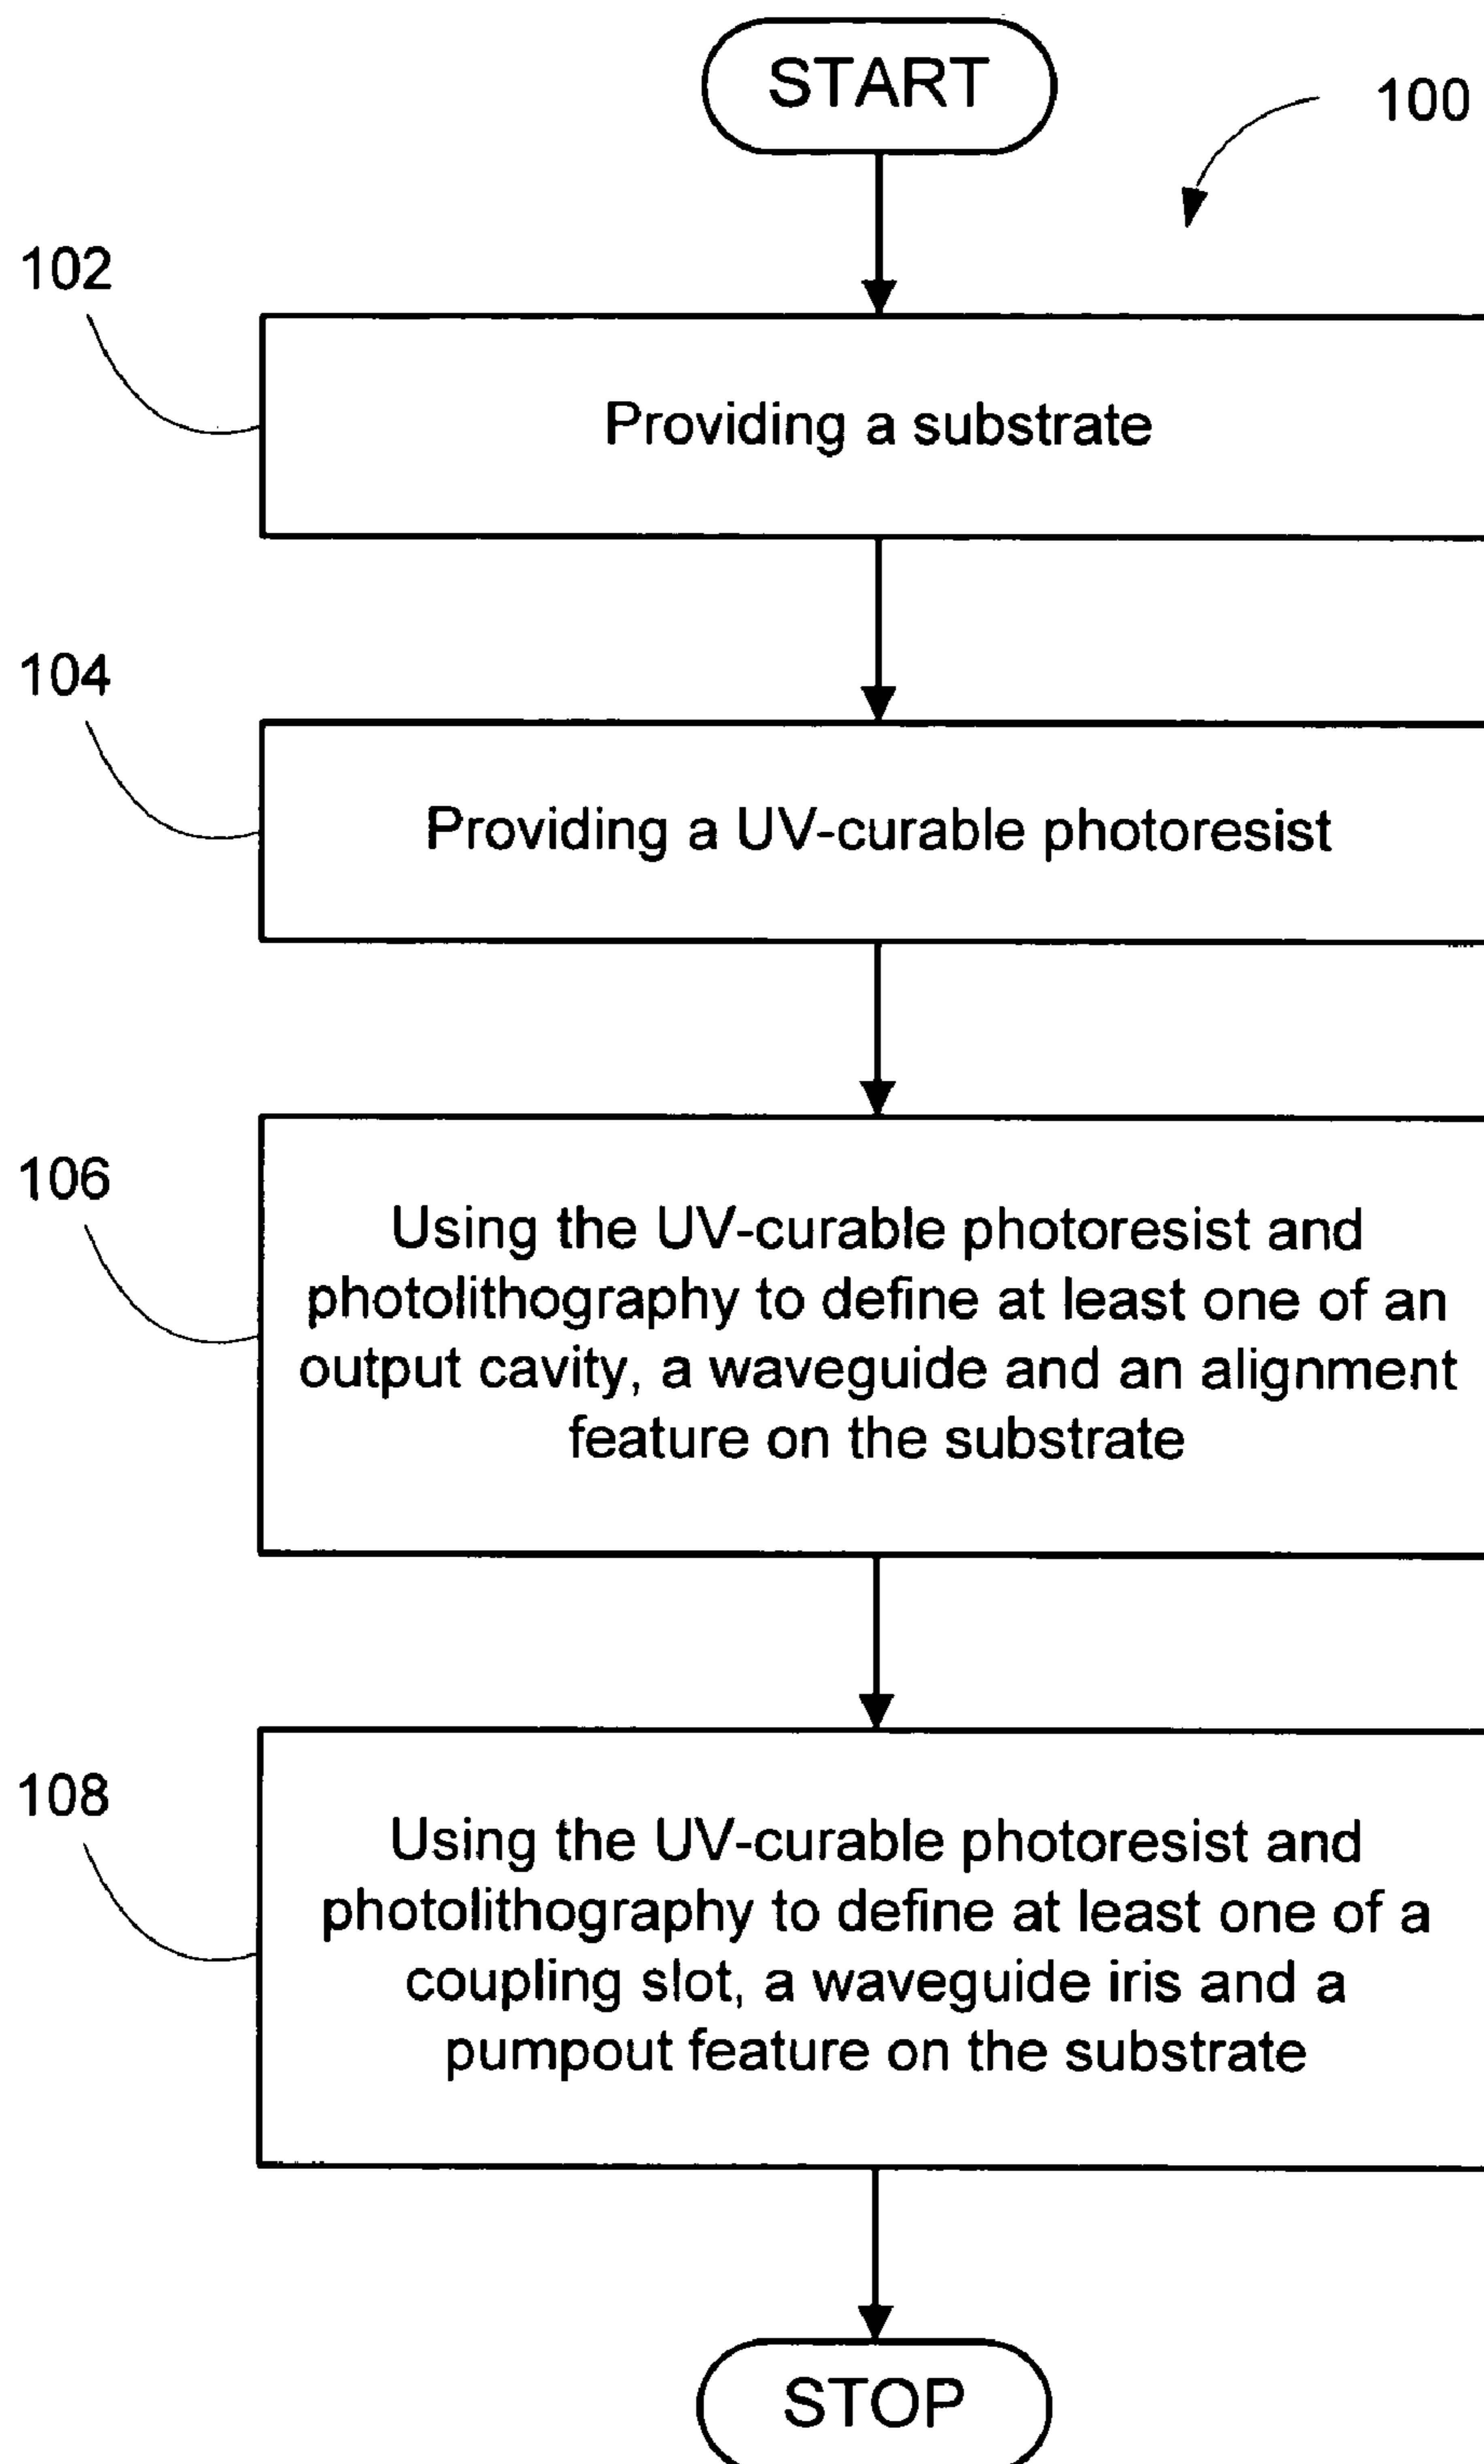 START
100
102
Providing a substrate
104
Providing a UV-curable photoresist
106
Using the UV-curable photoresist and
photolithography to define at least one of an
output cavity, a waveguide and an alignment
feature on the substrate
108
Using the UV-curable photoresist and
photolithography to define at least one of a
coupling slot, a waveguide iris and a
pumpout feature on the substrate
STOP